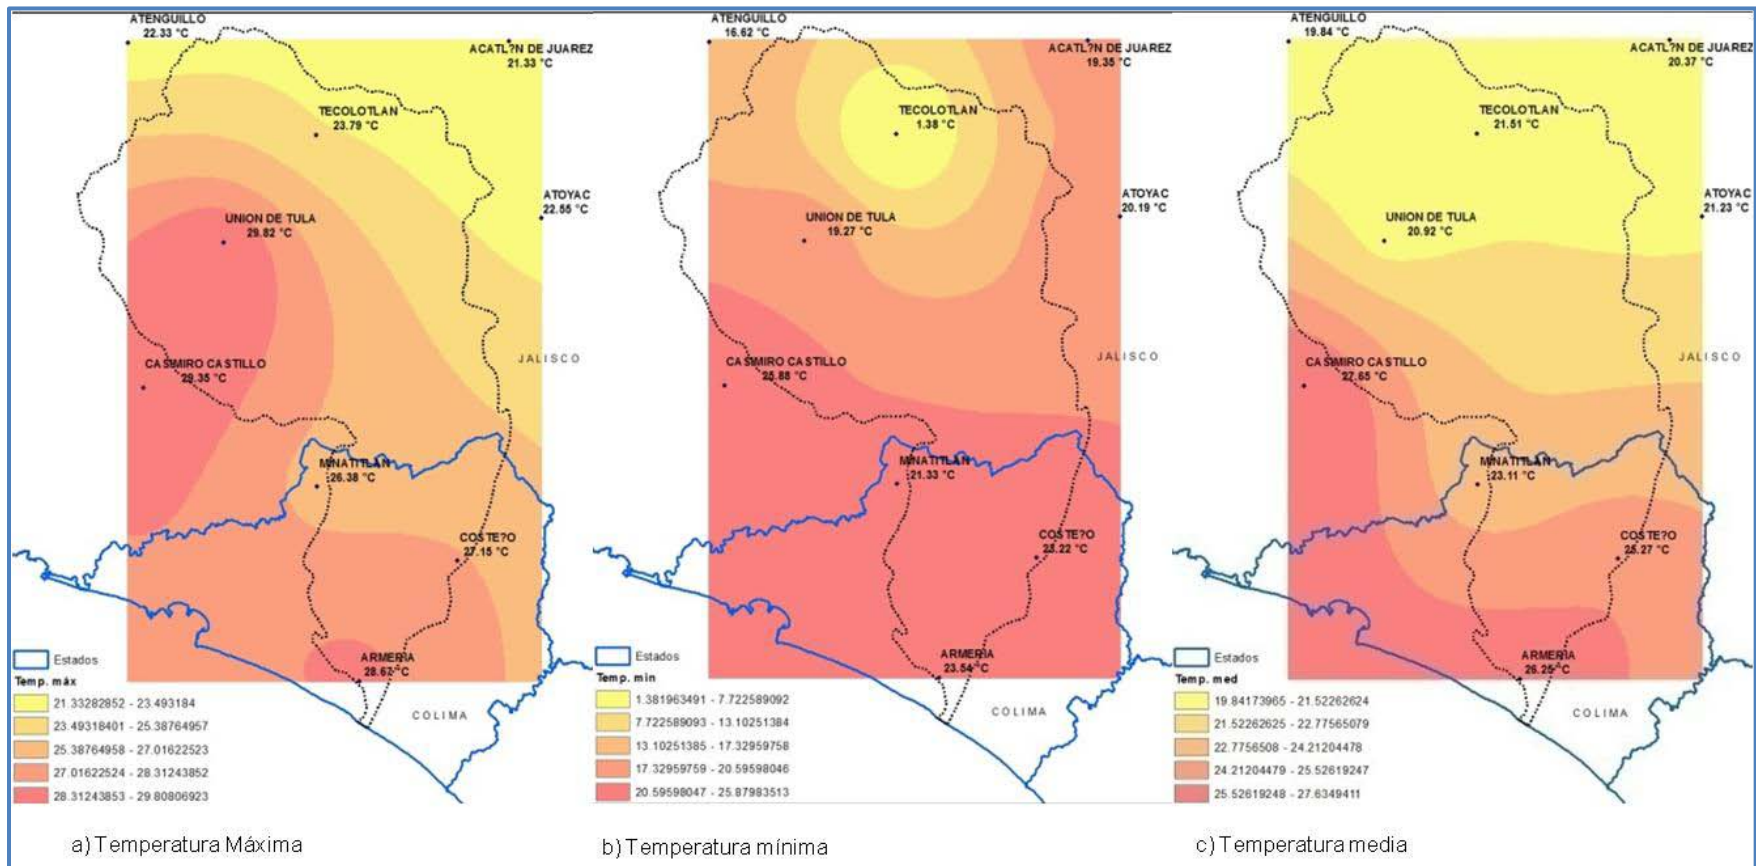 ATENGUILLO
22.33 °C
ACATL?N DE JUAREZ
21.33 °C
TECOLOTLAN
23.79 °C
ATOYAC
22.55 °C
UNION DE TULA
29.82 °C
JALISCO
CASIMIRO CASTILLO
29.35 °C
MINATITLAN
26.38 °C
COSTE?O
27.15 °C
ARMERIA
28.67 °C
COLIMA
Estados
Temp. máx
21.33282852 - 23.493184
23.49318401 - 25.38764957
25.38764958 - 27.01622523
27.01622524 - 28.31243852
28.31243853 - 29.80806923
a) Temperatura Máxima
ATENGUILLO
16.62 °C
ACATL?N DE JUAREZ
19.35 °C
TECOLOTLAN
1.38 °C
ATOYAC
20.19 °C
UNION DE TULA
19.27 °C
JALISCO
CASIMIRO CASTILLO
25.88 °C
MINATITLAN
21.33 °C
COSTE?O
23.22 °C
ARMERIA
23.54 °C
COLIMA
Estados
Temp. min
1.381963491 - 7.722589092
7.722589093 - 13.10251384
13.10251385 - 17.32959758
17.32959759 - 20.59598046
20.59598047 - 25.87983513
b) Temperatura mínima
ATENGUILLO
19.84 °C
ACATL?N DE JUAREZ
20.37 °C
TECOLOTLAN
21.51 °C
ATOYAC
21.23 °C
UNION DE TULA
20.92 °C
JALISCO
CASIMIRO CASTILLO
27.65 °C
MINATITLAN
23.11 °C
COSTE?O
25.27 °C
ARMERIA
26.25 °C
COLIMA
Estados
Temp. med
19.84173965 - 21.52262624
21.52262625 - 22.77565079
22.7756508 - 24.21204478
24.21204479 - 25.52619247
25.52619248 - 27.6349411
c) Temperatura media